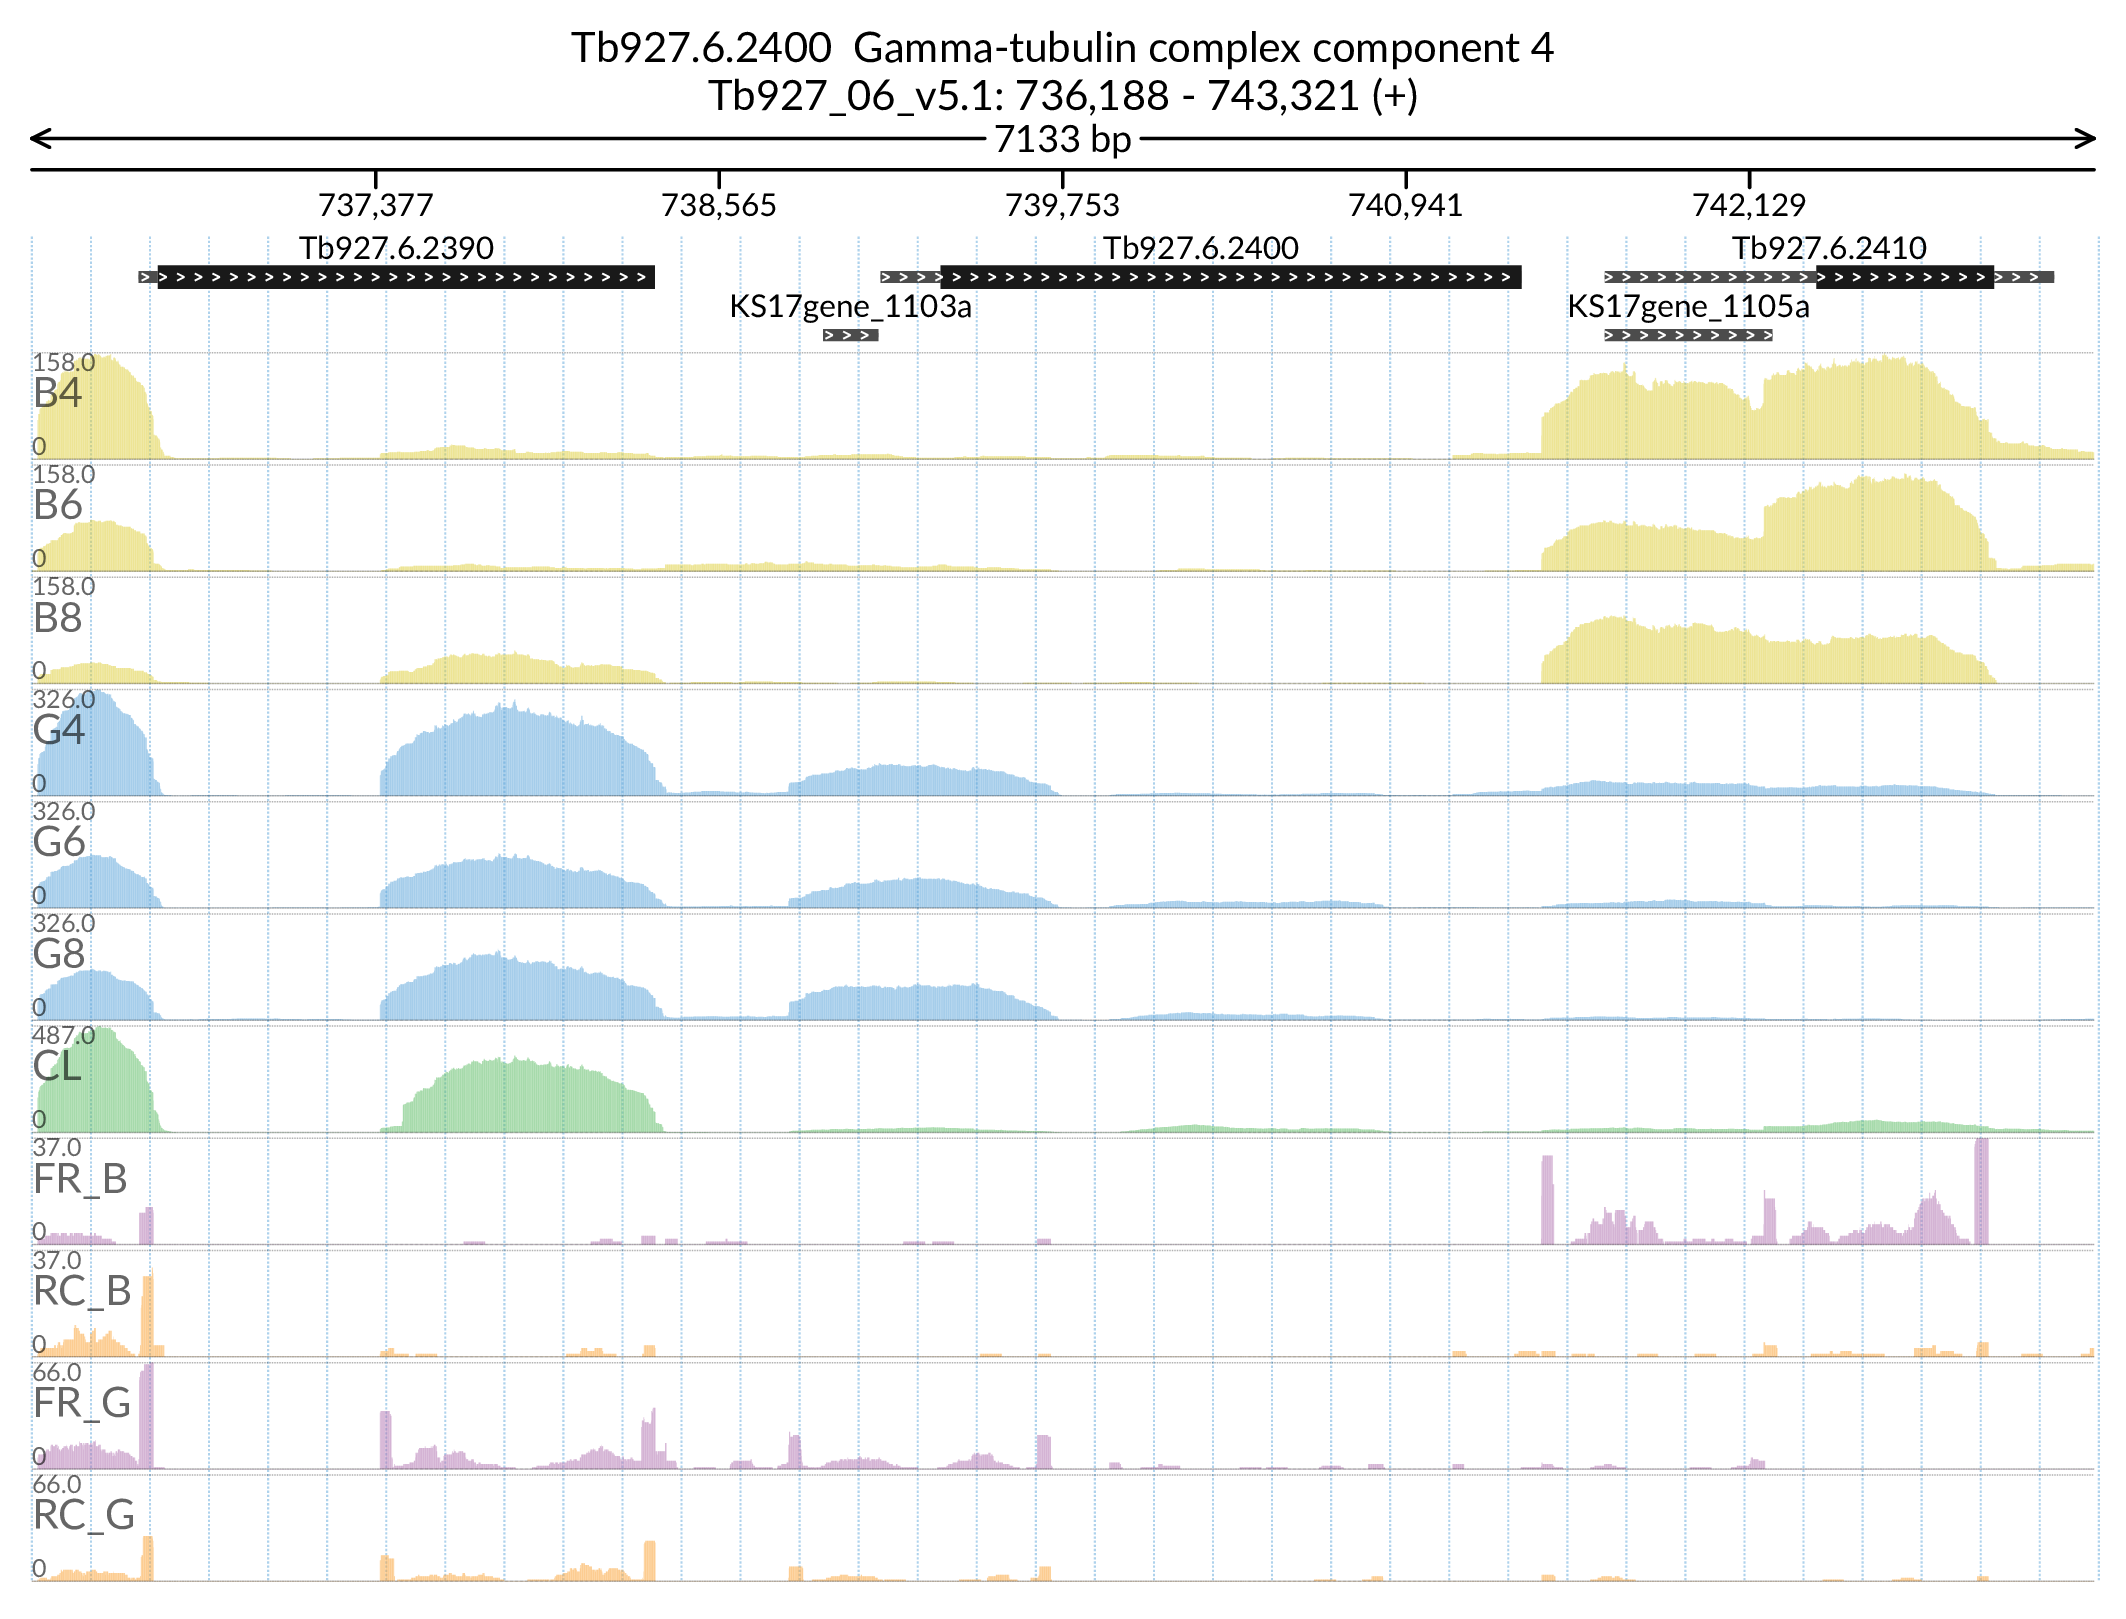 Tb927.6.2400  Gamma-tubulin complex component 4
Tb927_06_v5.1: 736,188 - 743,321 (+)
7133 bp
737,377 738,565 739,753 740,941 742,129
Tb927.6.2390 Tb927.6.2400 Tb927.6.2410
KS17gene_1103a KS17gene_1105a
158.0
B4
0
158.0
B6
0
158.0
B8
0
326.0
G4
0
326.0
G6
0
326.0
G8
0
487.0
CL
0
37.0
FR_B
0
37.0
RC_B
0
66.0
FR_G
0
66.0
RC_G
0